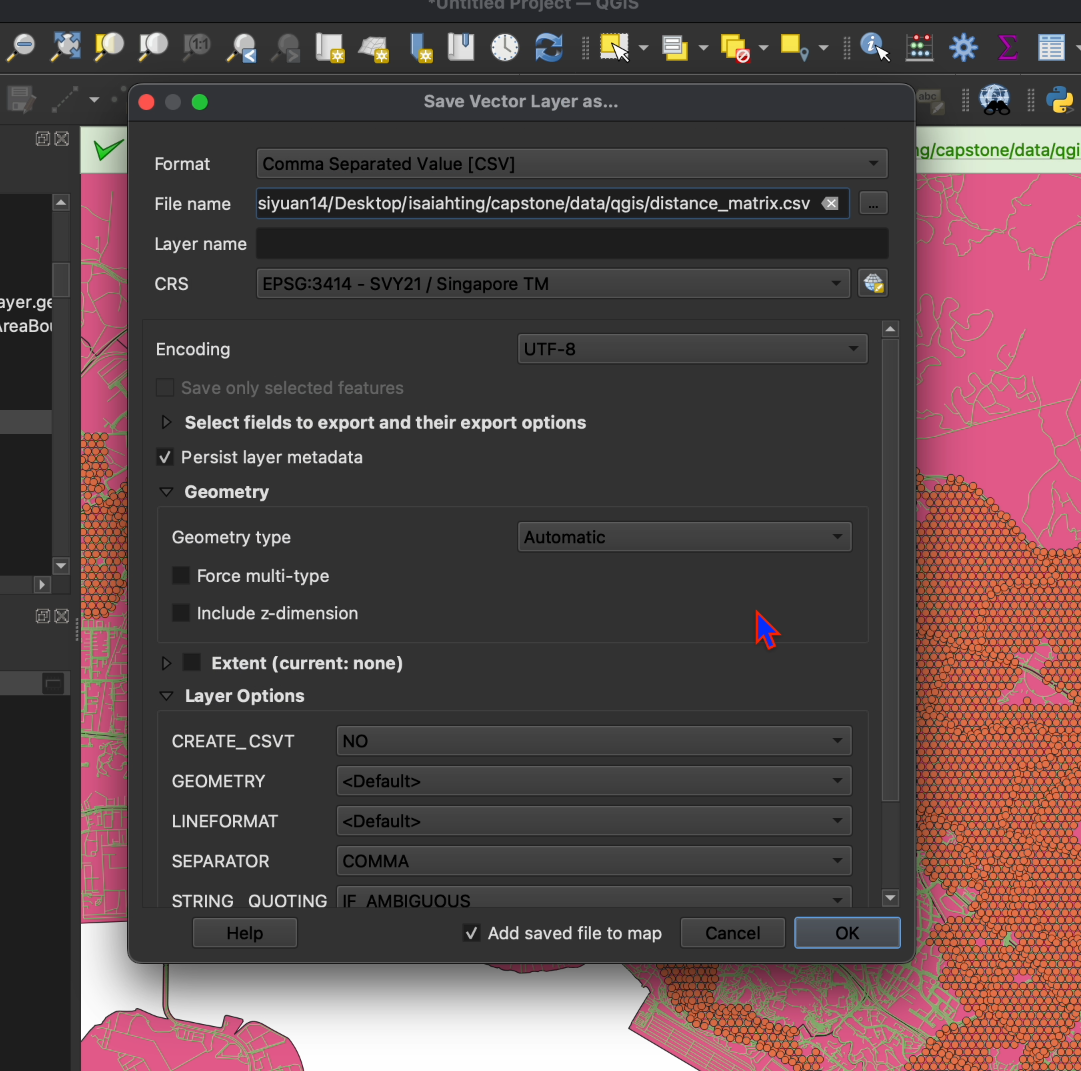 *Untitled Project — QGIS
1:1
abc
Save Vector Layer as...
ng/capstone/data/qgi
Format
Comma Separated Value [CSV]
File name
siyuan14/Desktop/isaiahting/capstone/data/qgis/distance_matrix.csv
...
Layer name
CRS
EPSG:3414 - SVY21 / Singapore TM
ayer.ge
AreaBou
Encoding
UTF-8
Save only selected features
Select fields to export and their export options
Persist layer metadata
Geometry
Geometry type
Automatic
Force multi-type
Include z-dimension
Extent (current: none)
Layer Options
CREATE_CSVT
NO
GEOMETRY
<Default>
LINEFORMAT
<Default>
SEPARATOR
COMMA
STRING_QUOTING
IF_AMBIGUOUS
Help
Add saved file to map
Cancel
OK